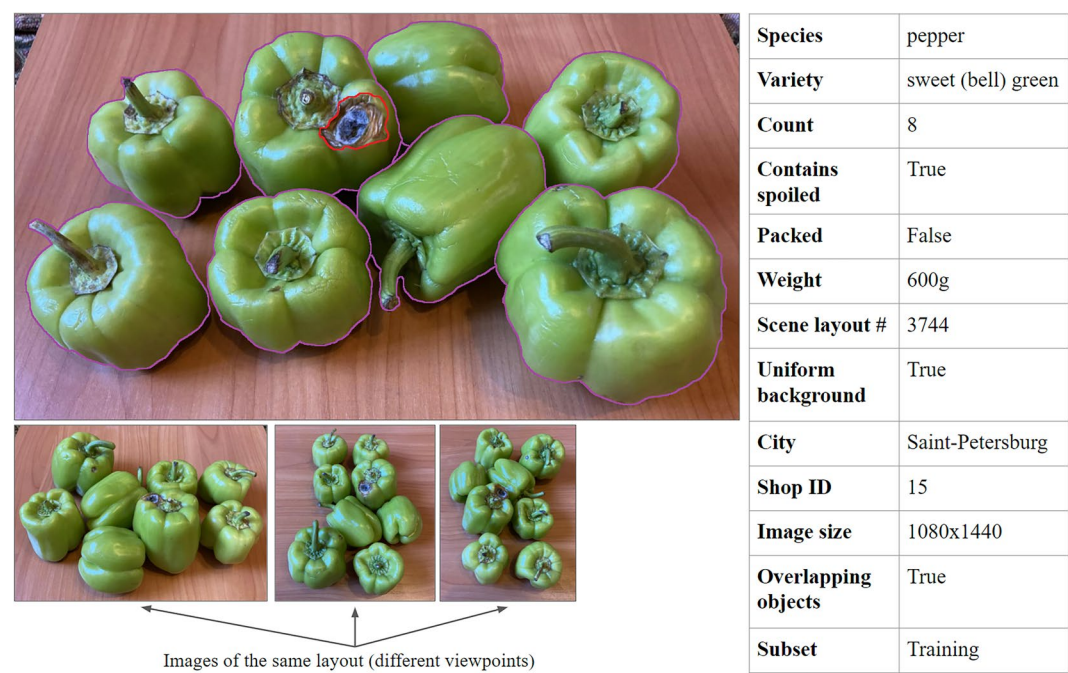 Species pepper
Variety sweet (bell) green
Count 8
Contains True
spoiled
Packed False
Weight 600g
Scene layout # 3744
Uniform True
background
City Saint-Petersburg
Shop ID 15
Image size 1080x1440
Overlapping True
objects
Subset Training
Images of the same layout (different viewpoints)